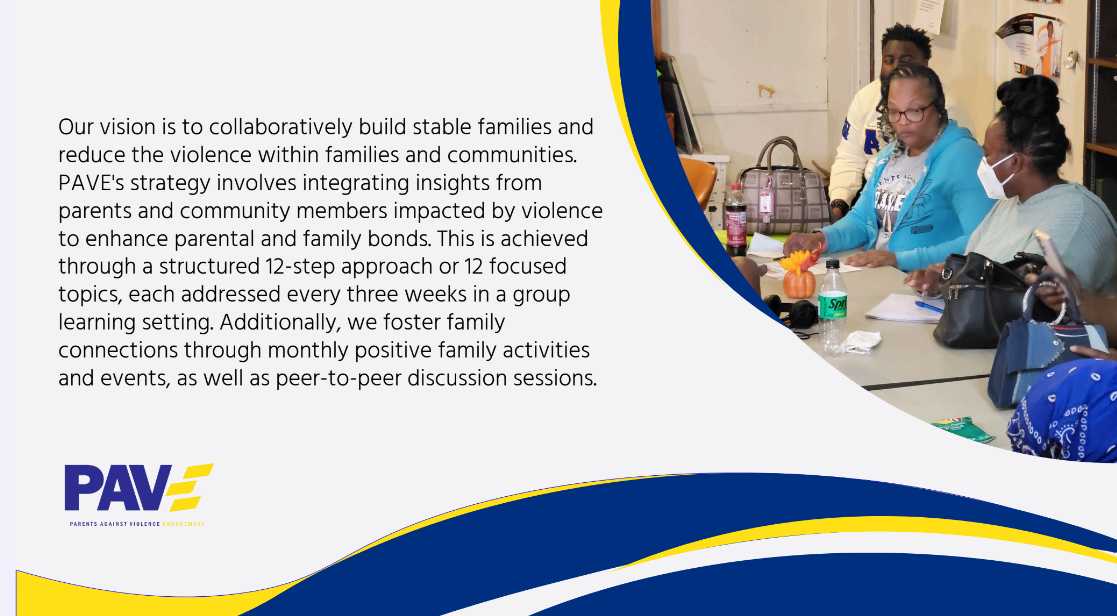 Our vision is to collaboratively build stable families and
reduce the violence within families and communities.
PAVE's strategy involves integrating insights from
parents and community members impacted by violence
to enhance parental and family bonds. This is achieved
through a structured 12-step approach or 12 focused
topics, each addressed every three weeks in a group
learning setting. Additionally, we foster family
connections through monthly positive family activities
and events, as well as peer-to-peer discussion sessions.
PAVE
PARENTS AGAINST VIOLENCE ENGAGEMENT